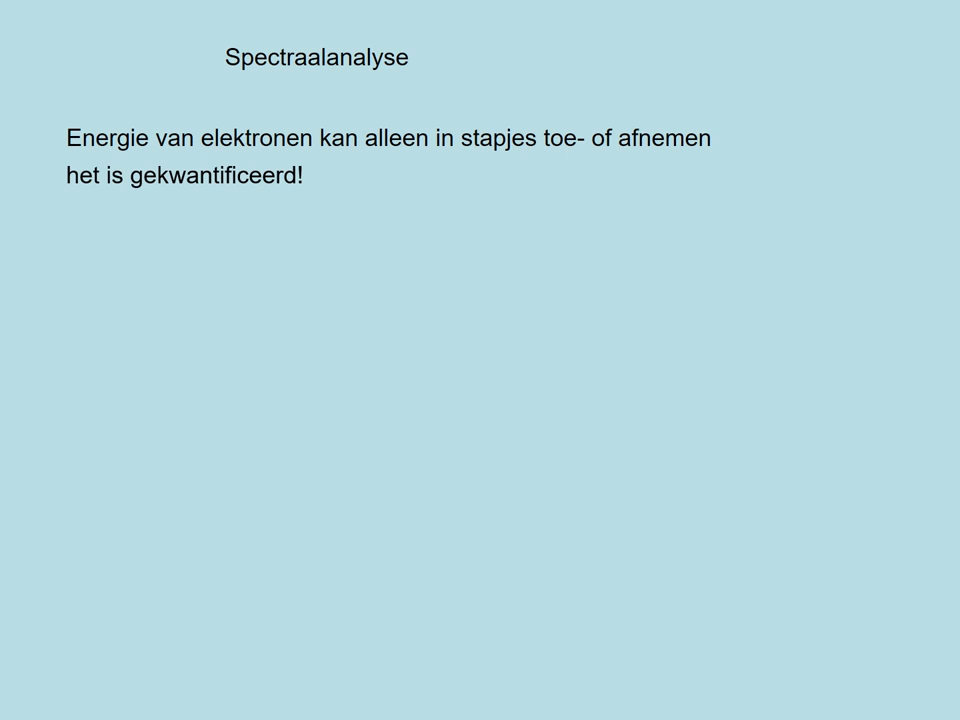 Spectraalanalyse
Energie van elektronen kan alleen in stapjes toe- of afnemen
het is gekwantificeerd!